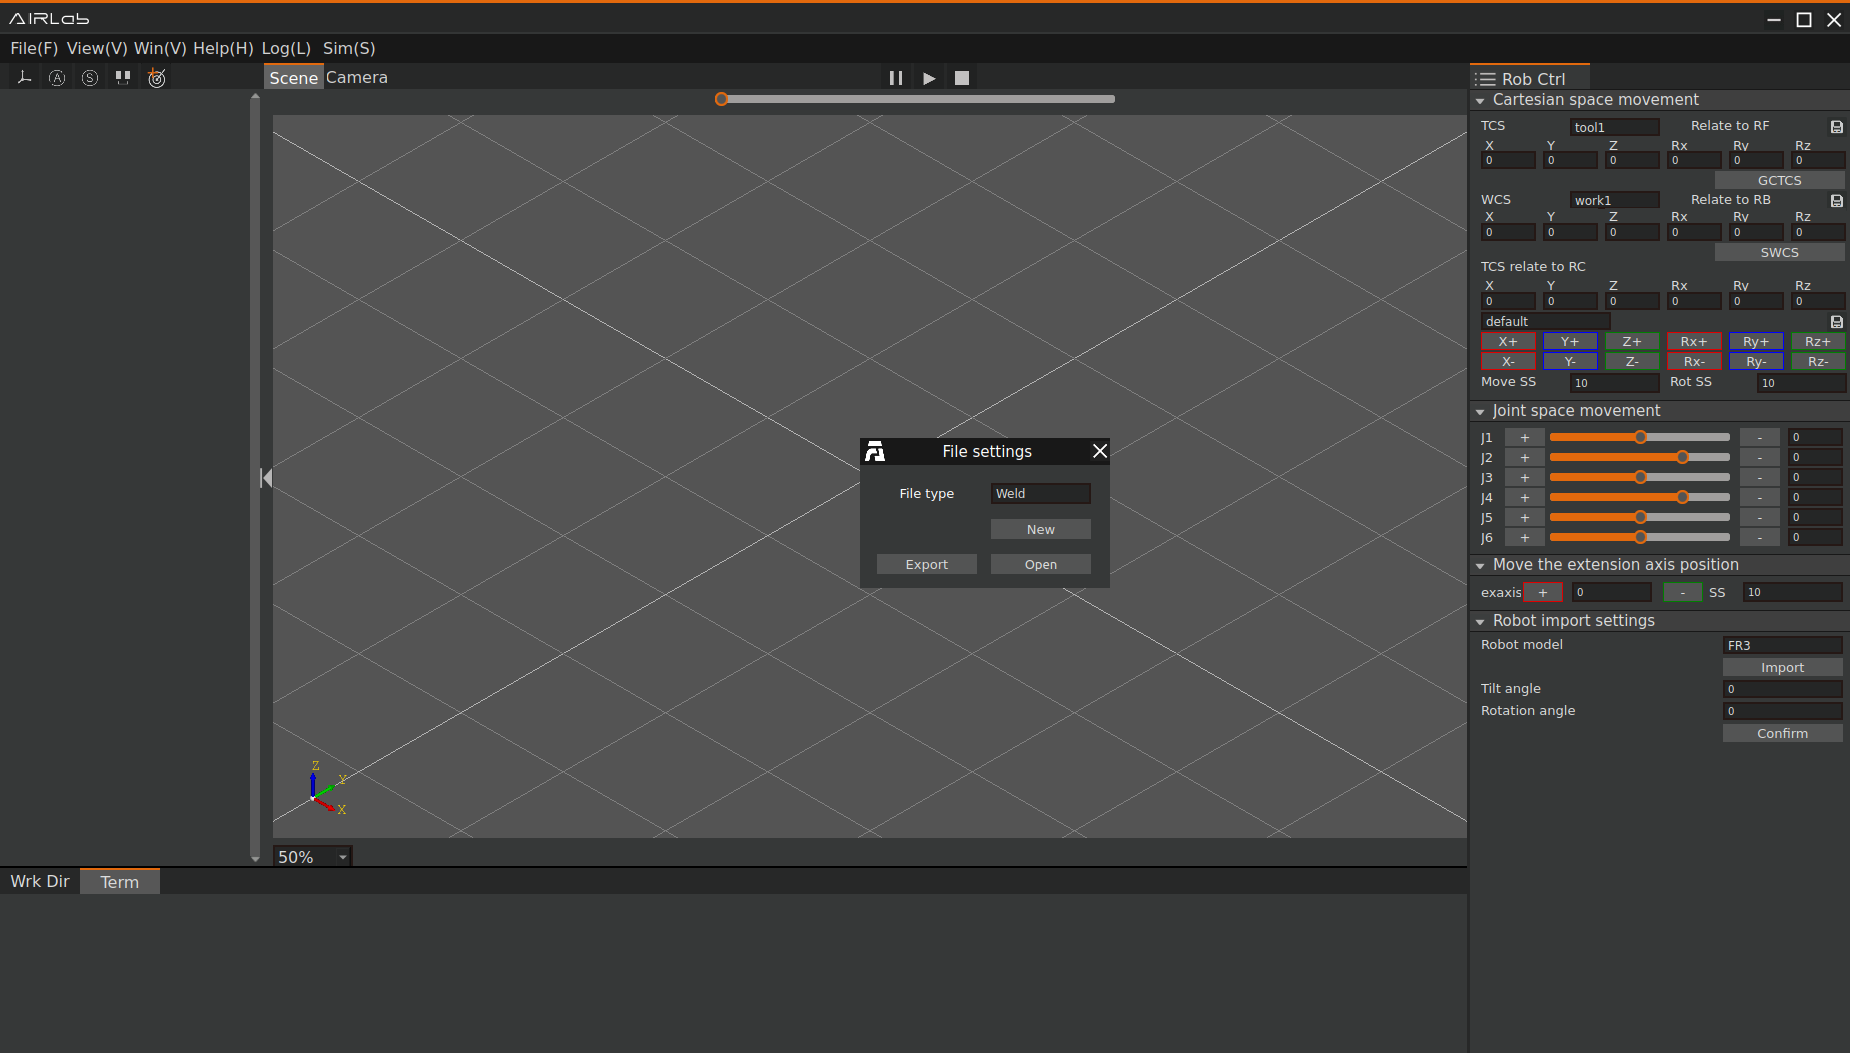 AIRLab
File(F) View(V) Win(V) Help(H) Log(L) Sim(S)
Scene Camera
Rob Ctrl
Cartesian space movement
TCS tool1 Relate to RF
X Y Z Rx Ry Rz
0 0 0 0 0 0
GCTCS
WCS work1 Relate to RB
X Y Z Rx Ry Rz
0 0 0 0 0 0
SWCS
TCS relate to RC
X Y Z Rx Ry Rz
0 0 0 0 0 0
default
X+ Y+ Z+ Rx+ Ry+ Rz+
X- Y- Z- Rx- Ry- Rz-
Move SS 10 Rot SS 10
Joint space movement
J1 + - 0
J2 + - 0
J3 + - 0
J4 + - 0
J5 + - 0
J6 + - 0
Move the extension axis position
exaxis + 0 - SS 10
Robot import settings
Robot model FR3
Import
Tilt angle 0
Rotation angle 0
Confirm
File settings
File type Weld
New
Export Open
Z
Y
X
50%
Wrk Dir Term